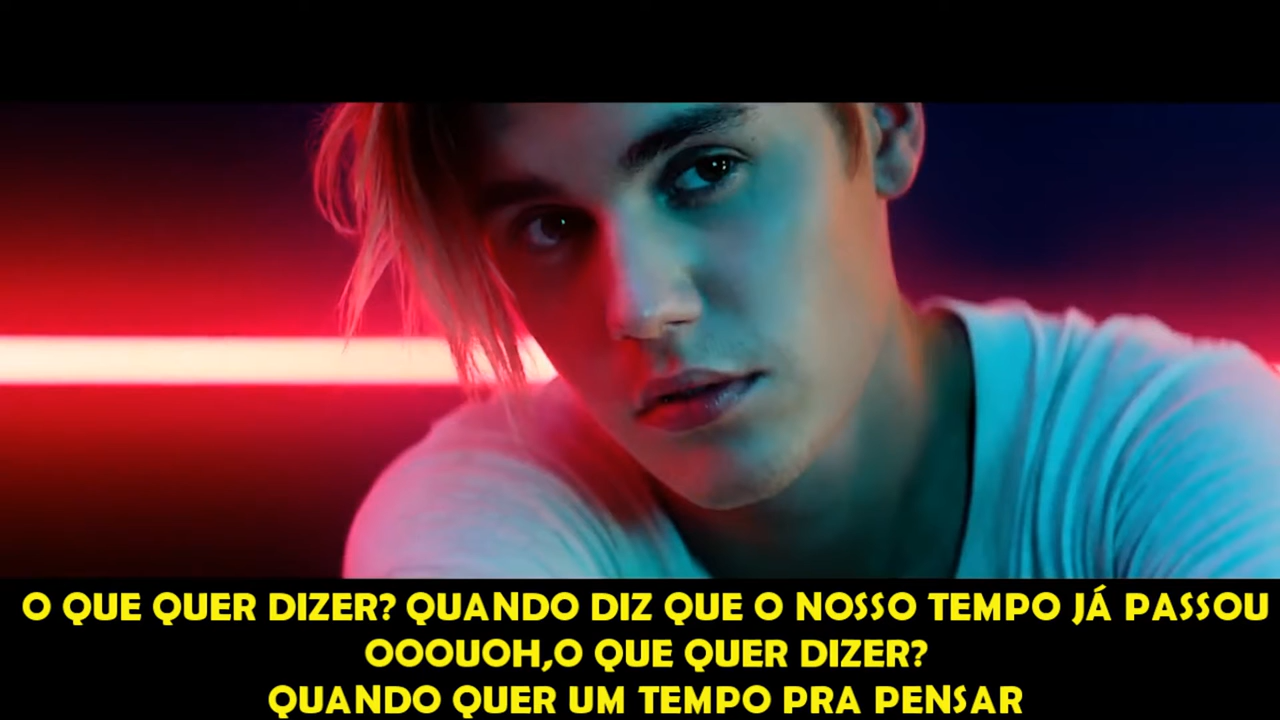 O QUE QUER DIZER? QUANDO DIZ QUE O NOSSO TEMPO JÁ PASSOU
OOOUOH,O QUE QUER DIZER?
QUANDO QUER UM TEMPO PRA PENSAR